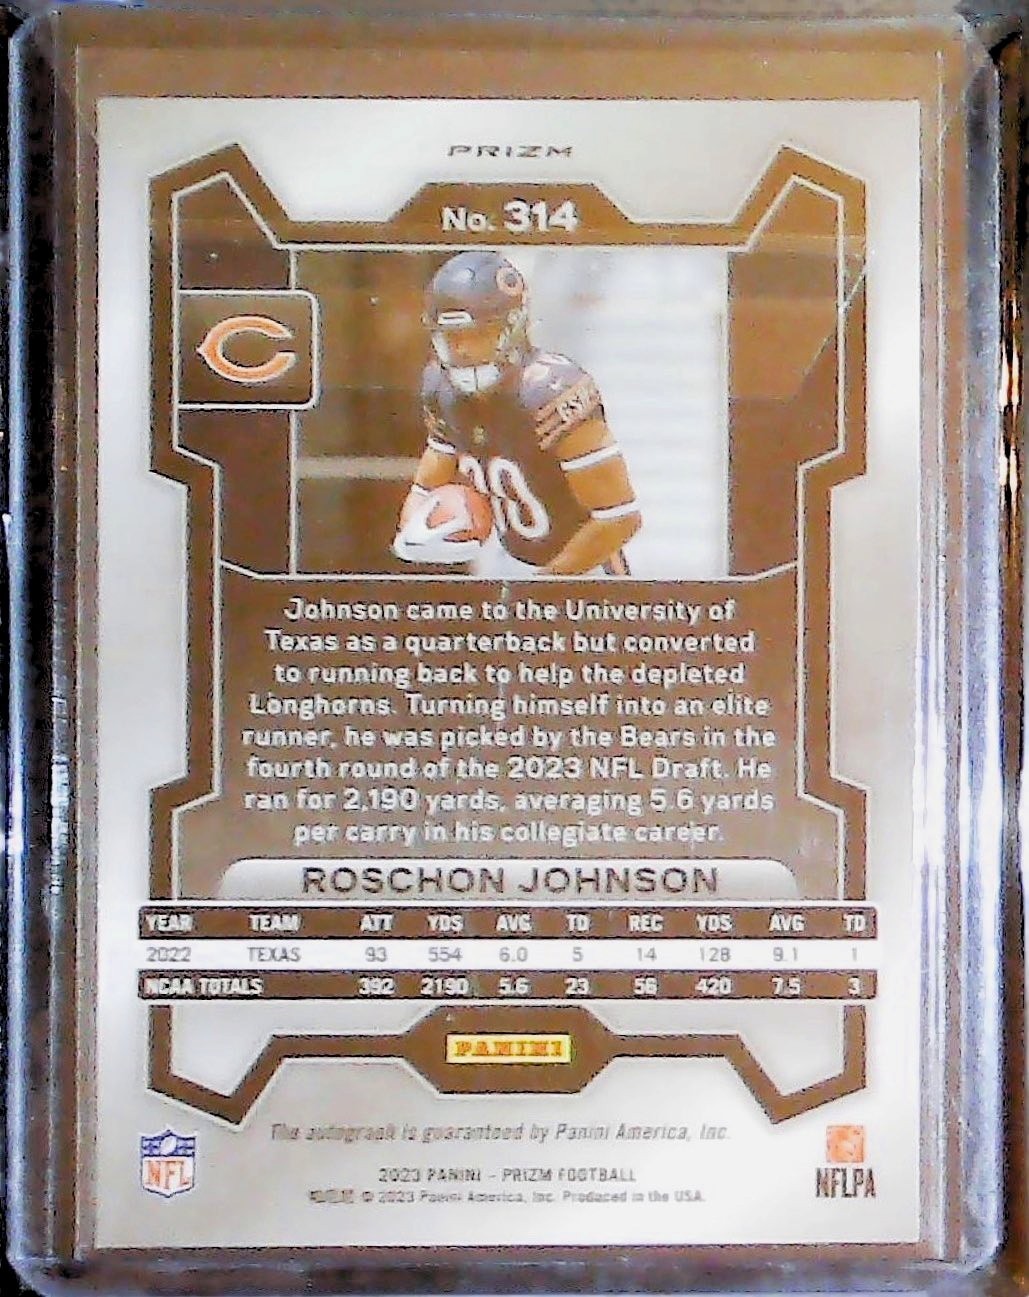 PRIZM
No. 314
Johnson came to the University of
Texas as a quarterback but converted
to running back to help the depleted
Longhorns. Turning himself into an elite
runner, he was picked by the Bears in the
fourth round of the 2023 NFL Draft. He
ran for 2,190 yards, averaging 5.6 yards
per carry in his collegiate career.
ROSCHON JOHNSON
YEAR TEAM ATT YDS AVG TD REC YDS AVG TD
2022 TEXAS 93 554 6.0 5 14 128 9.1 1
NCAA TOTALS 392 2190 5.6 23 56 420 7.5 3
PANINI
The autograph is guaranteed by Panini America, Inc.
NFL
2023 PANINI - PRIZM FOOTBALL
© 2023 Panini America, Inc. Produced in the USA.
NFLPA